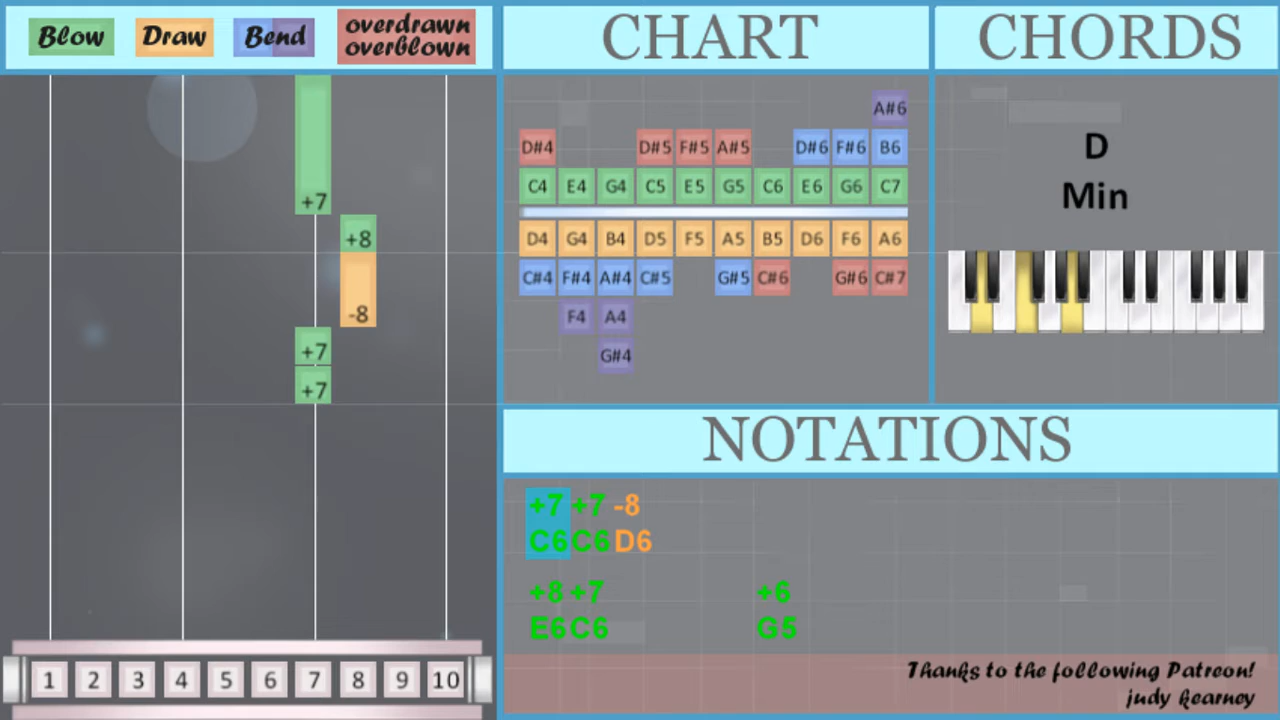 Blow Draw Bend overdrawn
overblown
CHART
CHORDS
+7
+8
-8
+7
+7
1 2 3 4 5 6 7 8 9 10
A#6
D#4 D#5 F#5 A#5 D#6 F#6 B6
C4 E4 G4 C5 E5 G5 C6 E6 G6 C7
D4 G4 B4 D5 F5 A5 B5 D6 F6 A6
C#4 F#4 A#4 C#5 G#5 C#6 G#6 C#7
F4 A4
G#4
D
Min
NOTATIONS
+7 +7 -8
C6 C6 D6
+8 +7 +6
E6 C6 G5
Thanks to the following Patreon!
judy kearney